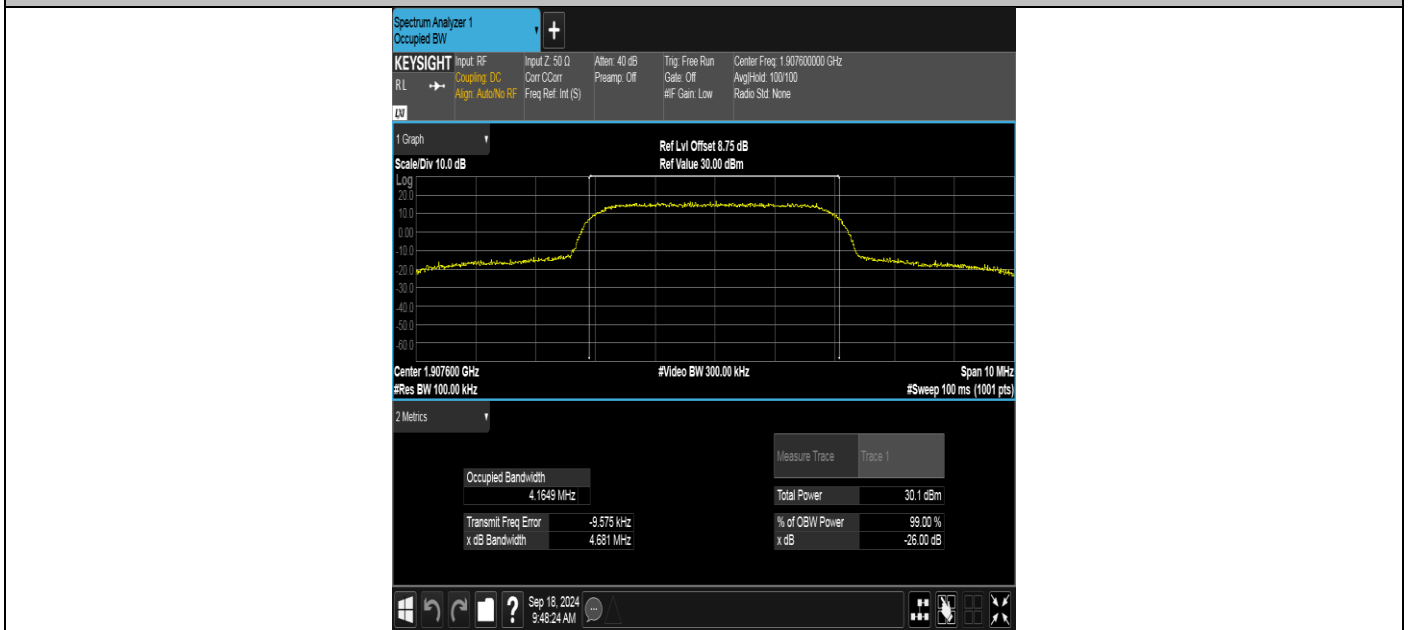 Spectrum Analyzer 1
Occupied BW
+
KEYSIGHT
RL
LXI
Input: RF
Coupling: DC
Align: Auto/No RF
Input Z: 50 Ω
Corr CCorr
Freq Ref: Int (S)
Atten: 40 dB
Preamp: Off
Trig: Free Run
Gate: Off
#IF Gain: Low
Center Freq: 1.907600000 GHz
Avg|Hold: 100/100
Radio Std: None
1 Graph
Scale/Div 10.0 dB
Ref Lvl Offset 8.75 dB
Ref Value 30.00 dBm
Log
20.0
10.0
0.00
-10.0
-20.0
-30.0
-40.0
-50.0
-60.0
Center 1.907600 GHz
#Video BW 300.00 kHz
Span 10 MHz
#Res BW 100.00 kHz
#Sweep 100 ms (1001 pts)
2 Metrics
Measure Trace Trace 1
Occupied Bandwidth
4.1649 MHz
Total Power 30.1 dBm
Transmit Freq Error -9.575 kHz
% of OBW Power 99.00 %
x dB Bandwidth 4.681 MHz
x dB -26.00 dB
?
Sep 18, 2024
9:48:24 AM